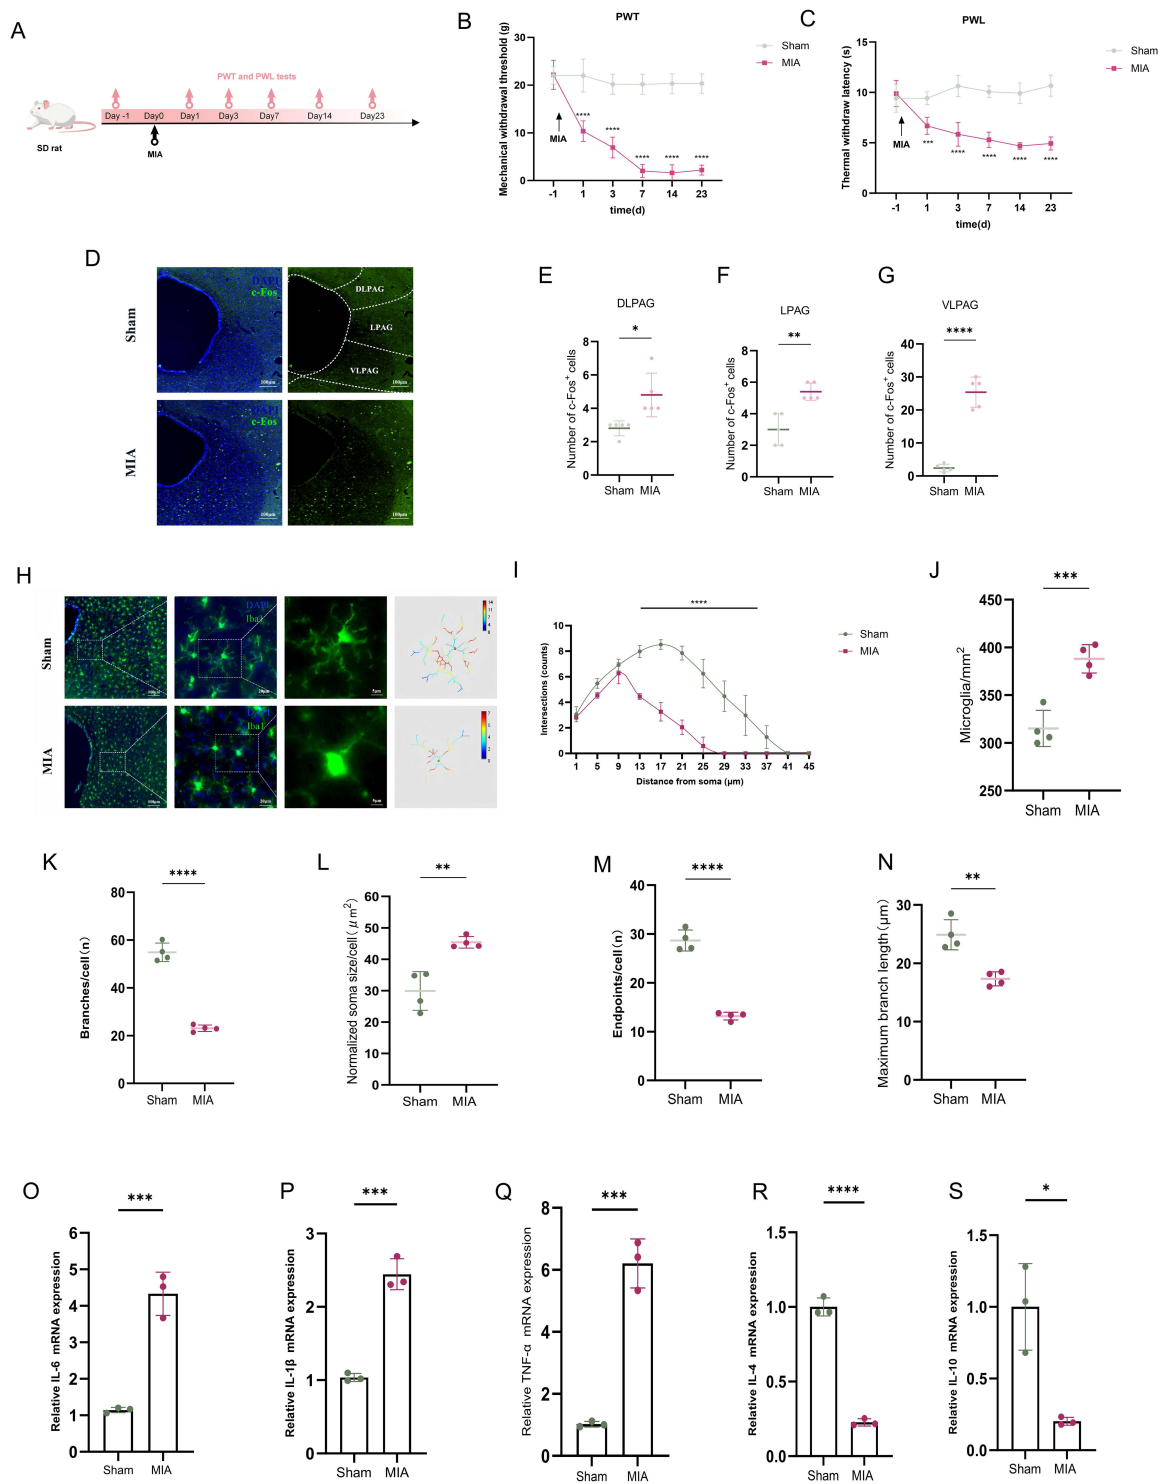 A
PWT and PWL tests
Day -1 Day0 Day1 Day3 Day7 Day14 Day23
SD rat
MIA
B
PWT
Mechanical withdrawal threshold (g)
30
20
10
0
**** **** **** **** ****
MIA
-1 1 3 7 14 23
time(d)
Sham
MIA
C
PWL
Thermal withdraw latency (s)
15
10
5
0
*** **** **** **** ****
MIA
-1 1 3 7 14 23
time(d)
Sham
MIA
D
Sham
DAPI
c-Fos
100μm
DLPAG
LPAG
VLPAG
100μm
MIA
DAPI
c-Fos
100μm
100μm
E
DLPAG
*
Number of c-Fos⁺ cells
8
6
4
2
0
Sham MIA
F
LPAG
**
Number of c-Fos⁺ cells
8
6
4
2
0
Sham MIA
G
VLPAG
****
Number of c-Fos⁺ cells
40
30
20
10
0
Sham MIA
H
Sham
DAPI
Iba1
100μm
20μm
5μm
MIA
Iba1
100μm
20μm
5μm
I
****
Intersections (counts)
10
8
6
4
2
0
1 5 9 13 17 21 25 29 33 37 41 45
Distance from soma (μm)
Sham
MIA
J
***
Microglia/mm²
450
400
350
300
250
Sham MIA
K
****
Branches/cell(n)
80
60
40
20
0
Sham MIA
L
**
Normalized soma size/cell(μm²)
60
50
40
30
20
10
0
Sham MIA
M
****
Endpoints/cell(n)
40
30
20
10
0
Sham MIA
N
**
Maximum branch length(μm)
30
20
10
0
Sham MIA
O
***
Relative IL-6 mRNA expression
6
5
4
3
2
1
0
Sham MIA
P
***
Relative IL-1β mRNA expression
3
2
1
0
Sham MIA
Q
***
Relative TNF-α mRNA expression
8
6
4
2
0
Sham MIA
R
****
Relative IL-4 mRNA expression
1.5
1.0
0.5
0.0
Sham MIA
S
*
Relative IL-10 mRNA expression
1.5
1.0
0.5
0.0
Sham MIA